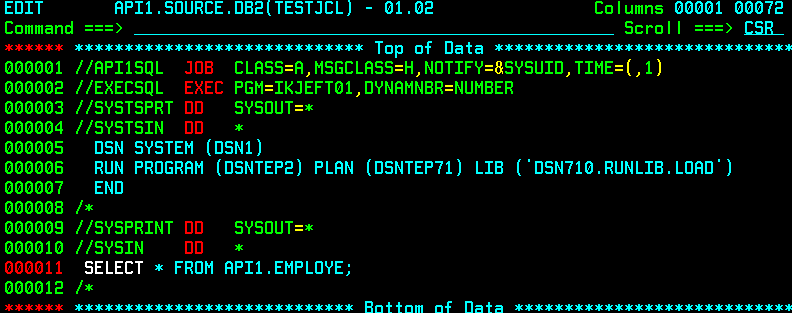 EDIT       API1.SOURCE.DB2(TESTJCL) - 01.02                    Columns 00001 00072
Command ===>                                                   Scroll ===> CSR
****** ***************************** Top of Data ******************************
000001 //API1SQL  JOB  CLASS=A,MSGCLASS=H,NOTIFY=&SYSUID,TIME=(,1)
000002 //EXECSQL  EXEC PGM=IKJEFT01,DYNAMNBR=NUMBER
000003 //SYSTSPRT DD   SYSOUT=*
000004 //SYSTSIN  DD   *
000005   DSN SYSTEM (DSN1)
000006   RUN PROGRAM (DSNTEP2) PLAN (DSNTEP71) LIB ('DSN710.RUNLIB.LOAD')
000007   END
000008 /*
000009 //SYSPRINT DD   SYSOUT=*
000010 //SYSIN    DD   *
000011  SELECT * FROM API1.EMPLOYE;
000012 /*
****** **************************** Bottom of Data ****************************